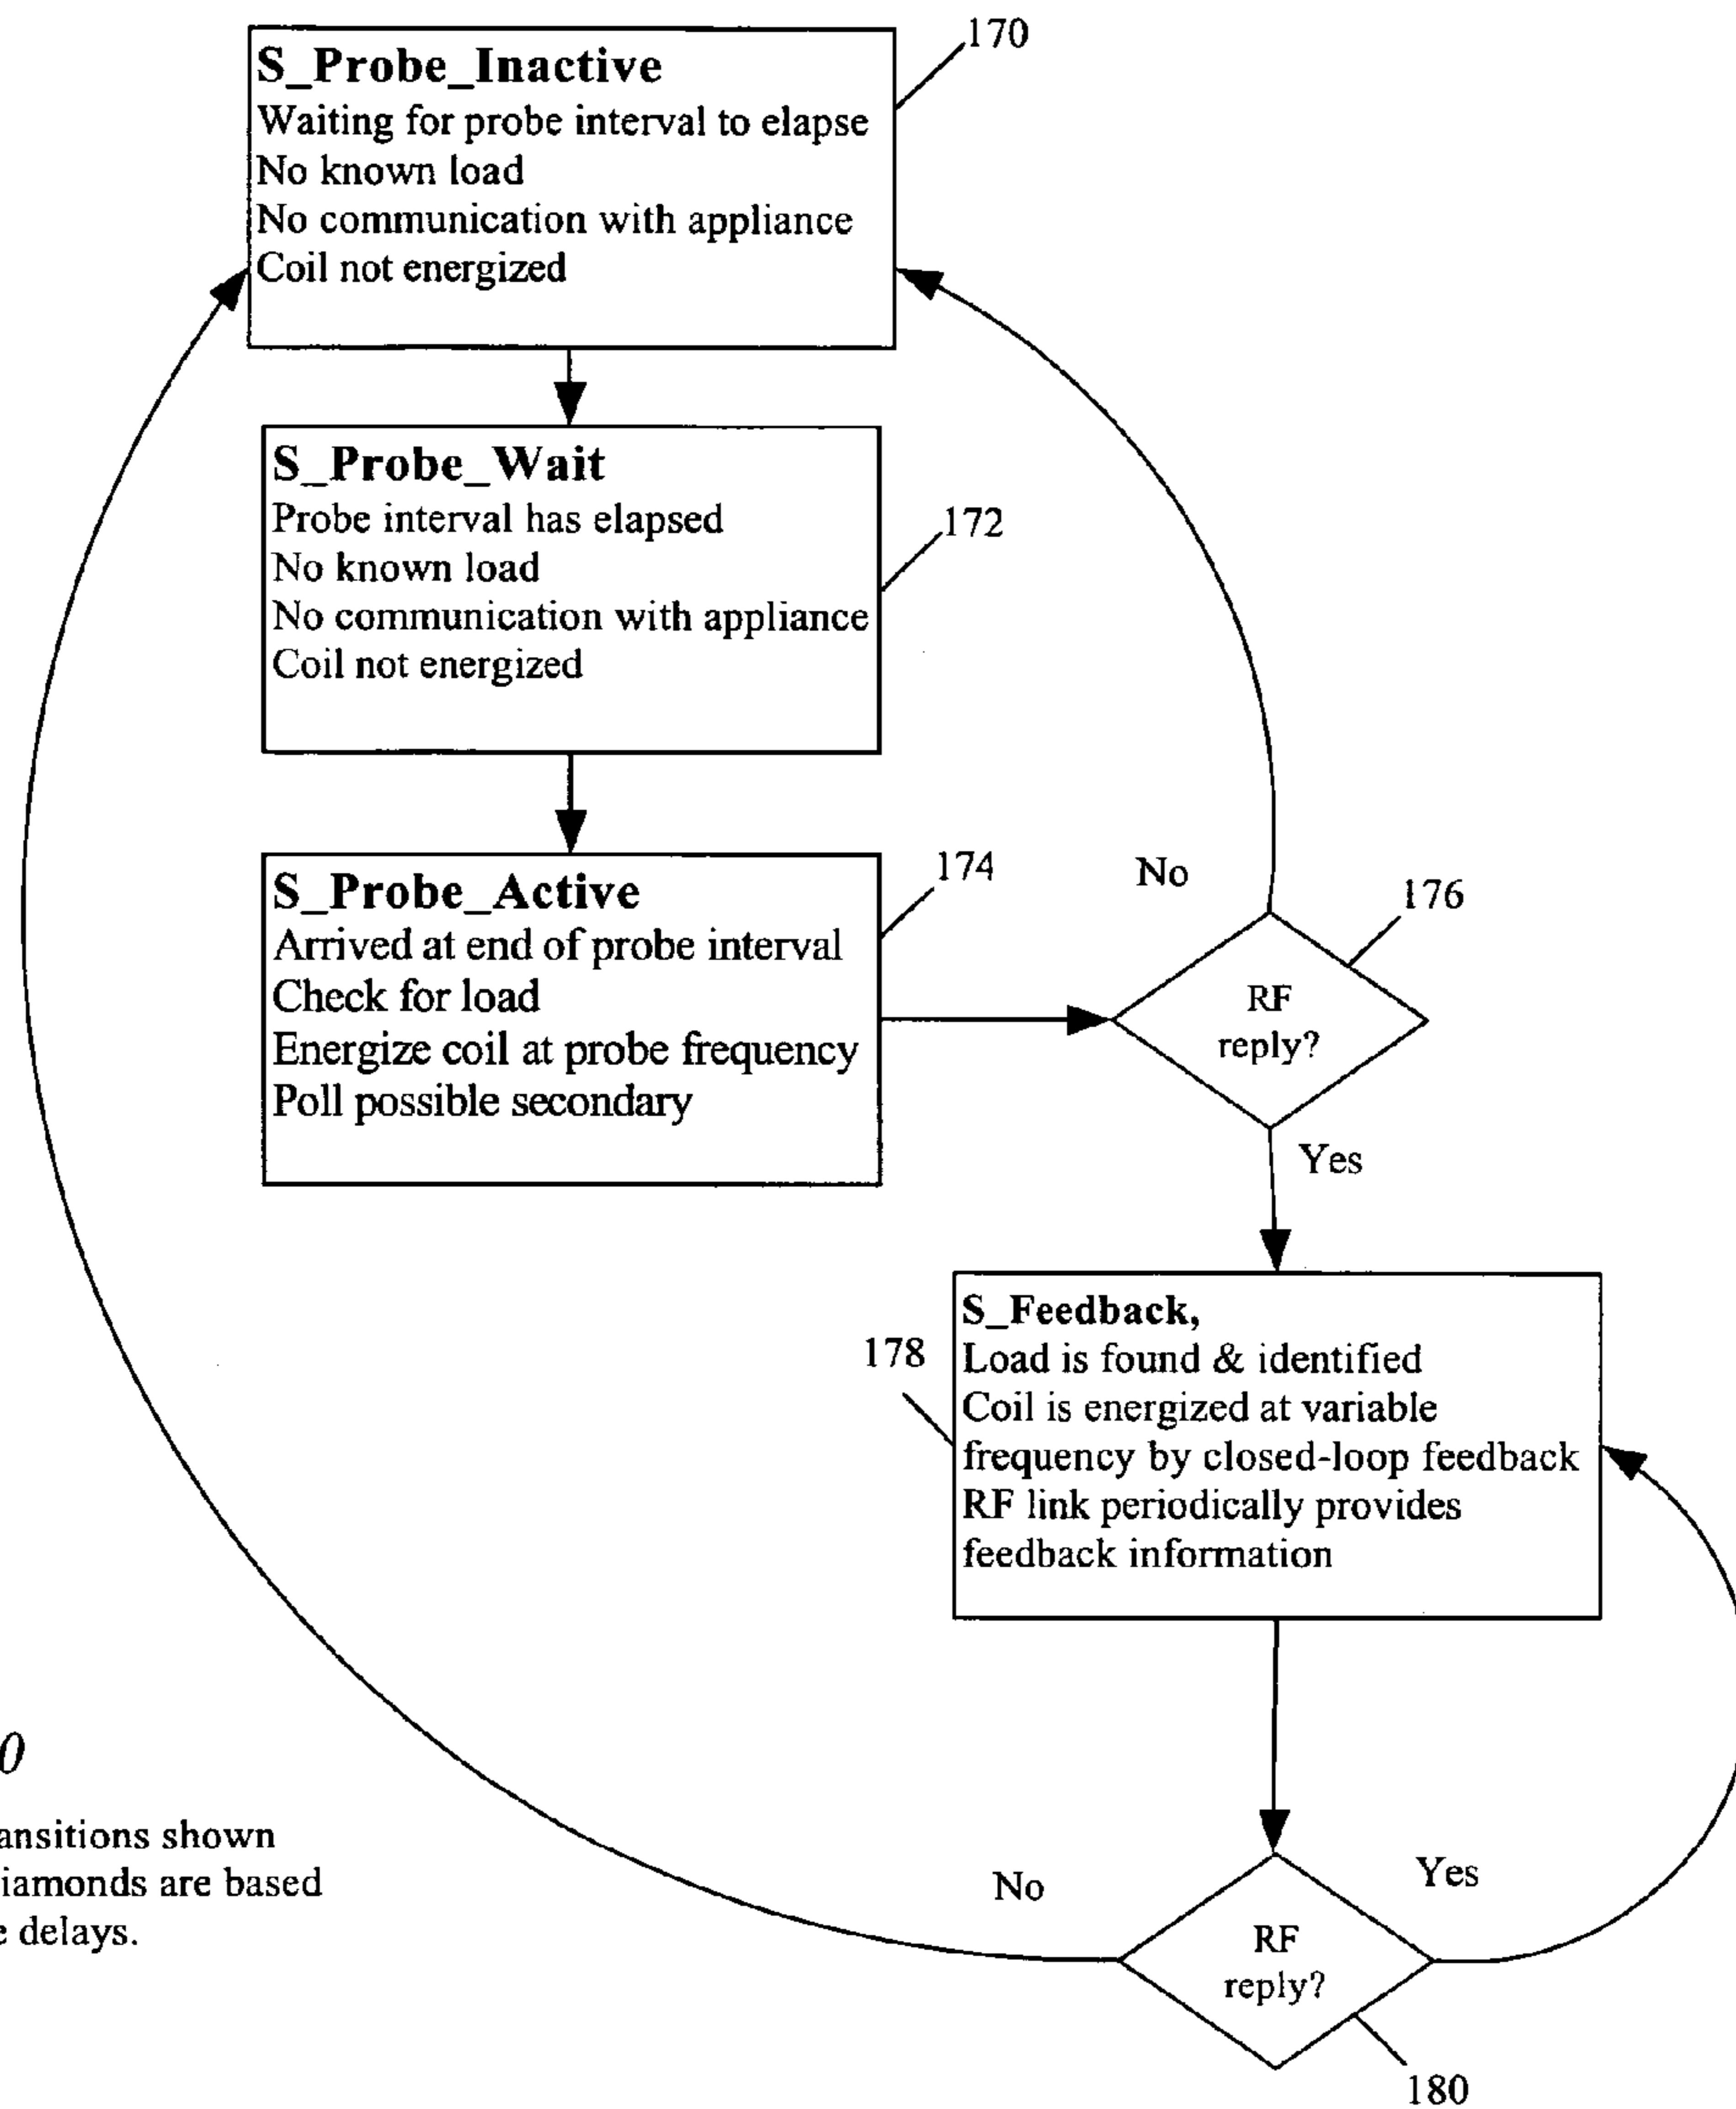 170
S_Probe_Inactive
Waiting for probe interval to elapse
No known load
No communication with appliance
Coil not energized
S_Probe_Wait
Probe interval has elapsed
No known load
No communication with appliance
Coil not energized
172
S_Probe_Active
Arrived at end of probe interval
Check for load
Energize coil at probe frequency
Poll possible secondary
174
No
176
RF
reply?
Yes
S_Feedback,
Load is found & identified
Coil is energized at variable
frequency by closed-loop feedback
RF link periodically provides
feedback information
178
0
ansitions shown
iamonds are based
e delays.
No
Yes
RF
reply?
180